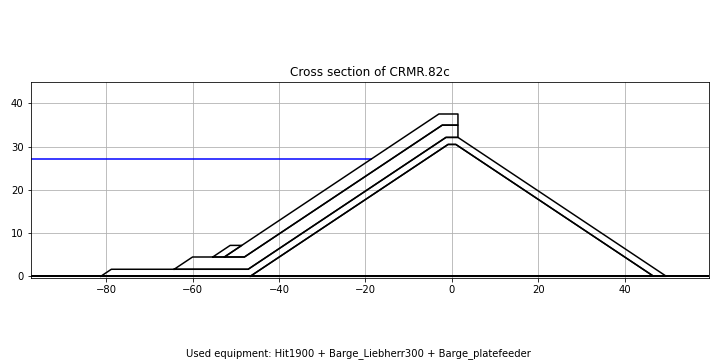 Cross section of CRMR.82c
40
30
20
10
0
−80 −60 −40 −20 0 20 40
Used equipment: Hit1900 + Barge_Liebherr300 + Barge_platefeeder